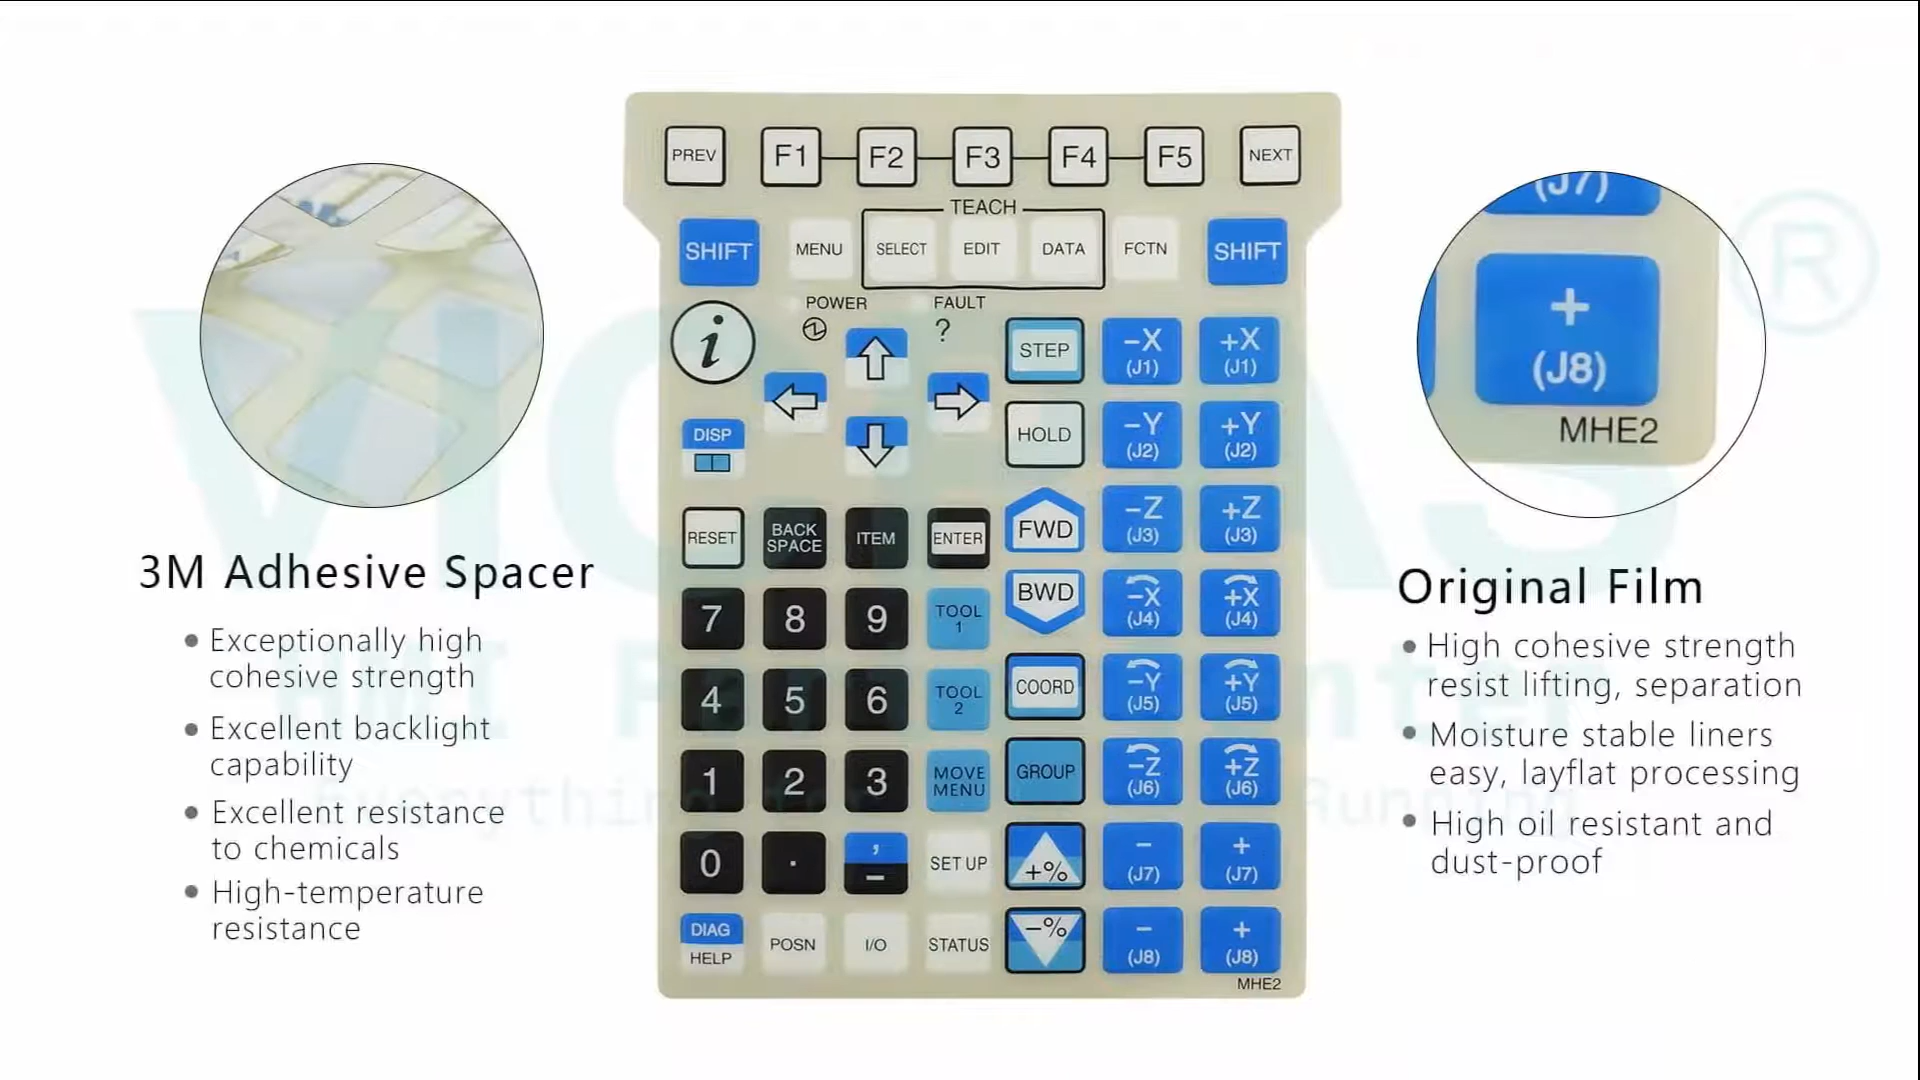 PREV F1 F2 F3 F4 F5 NEXT
TEACH
SHIFT MENU SELECT EDIT DATA FCTN SHIFT
POWER FAULT
i ?
STEP -X (J1) +X (J1)
DISP HOLD -Y (J2) +Y (J2)
RESET BACK SPACE ITEM ENTER FWD -Z (J3) +Z (J3)
7 8 9 TOOL 1 BWD -X (J4) +X (J4)
4 5 6 TOOL 2 COORD -Y (J5) +Y (J5)
1 2 3 MOVE MENU GROUP -Z (J6) +Z (J6)
0 . , - SET UP +% - (J7) + (J7)
DIAG HELP POSN I/O STATUS -% - (J8) + (J8)
MHE2
3M Adhesive Spacer
• Exceptionally high
cohesive strength
• Excellent backlight
capability
• Excellent resistance
to chemicals
• High-temperature
resistance
(J7)
+
(J8)
MHE2
®
Original Film
• High cohesive strength
resist lifting, separation
• Moisture stable liners
easy, layflat processing
• High oil resistant and
dust-proof